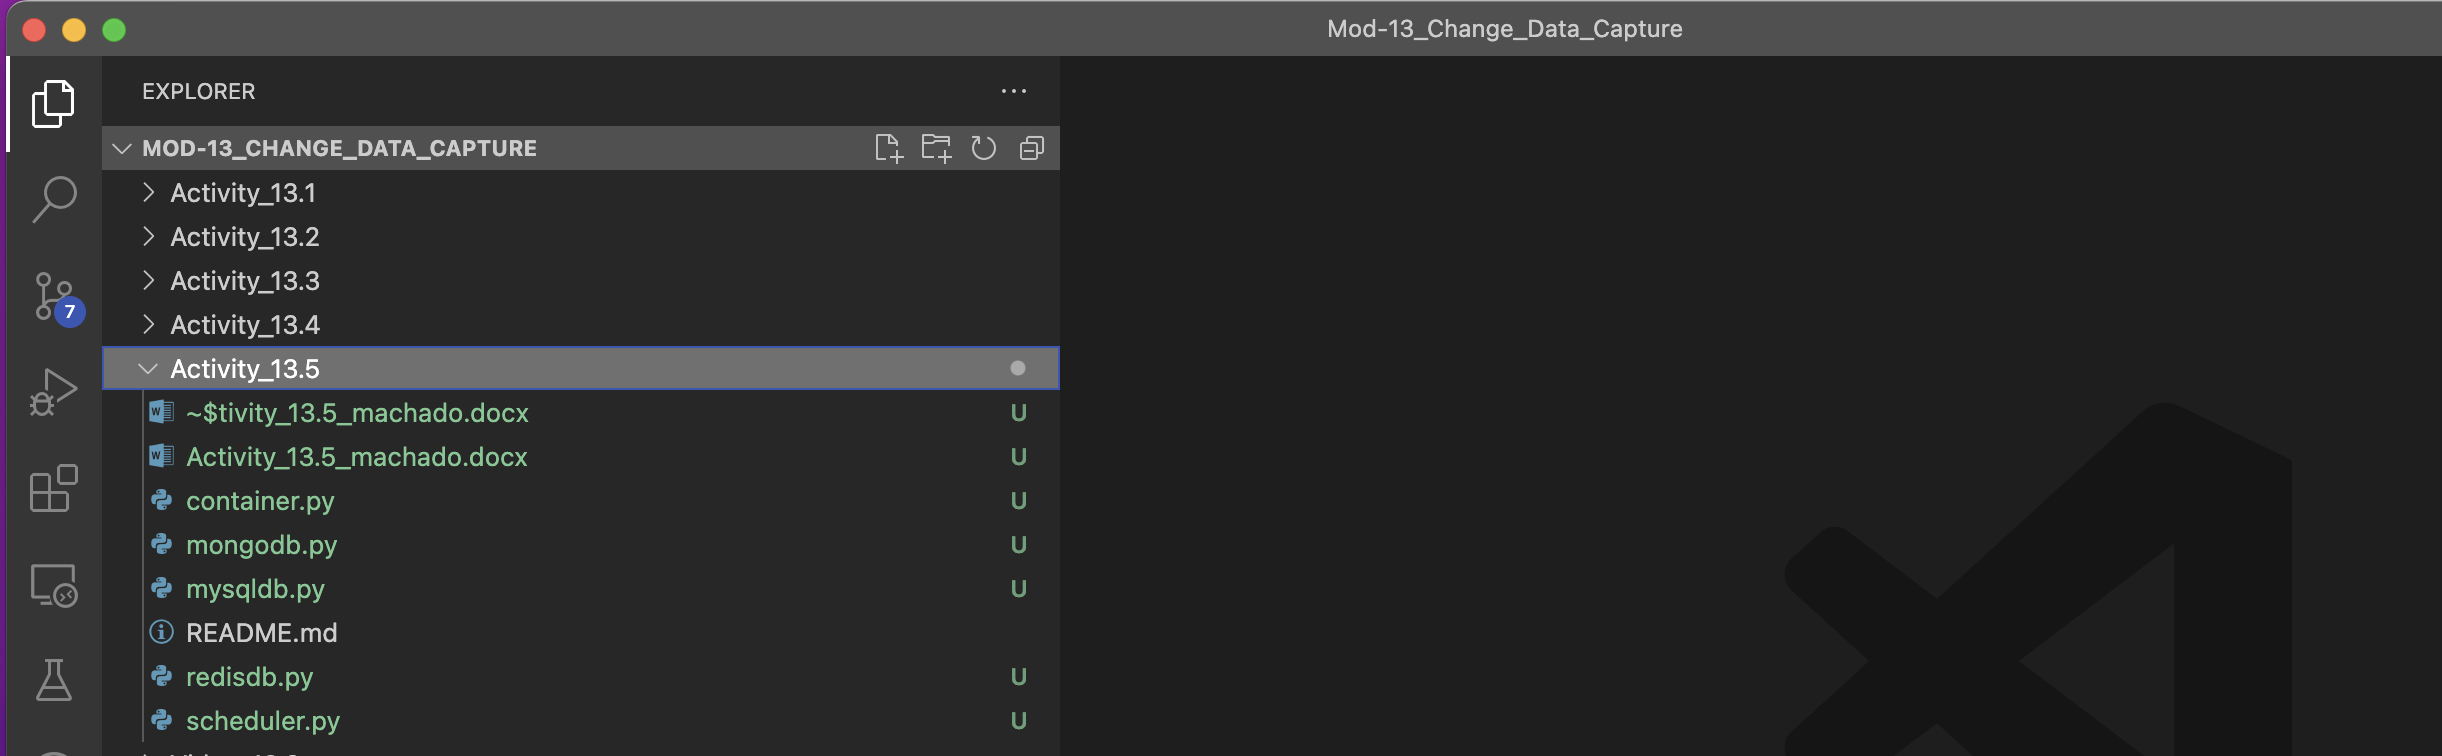 Mod-13_Change_Data_Capture
EXPLORER
MOD-13_CHANGE_DATA_CAPTURE
Activity_13.1
Activity_13.2
Activity_13.3
7
Activity_13.4
Activity_13.5
~$tivity_13.5_machado.docx U
Activity_13.5_machado.docx U
container.py U
mongodb.py U
mysqldb.py U
README.md
redisdb.py U
scheduler.py U